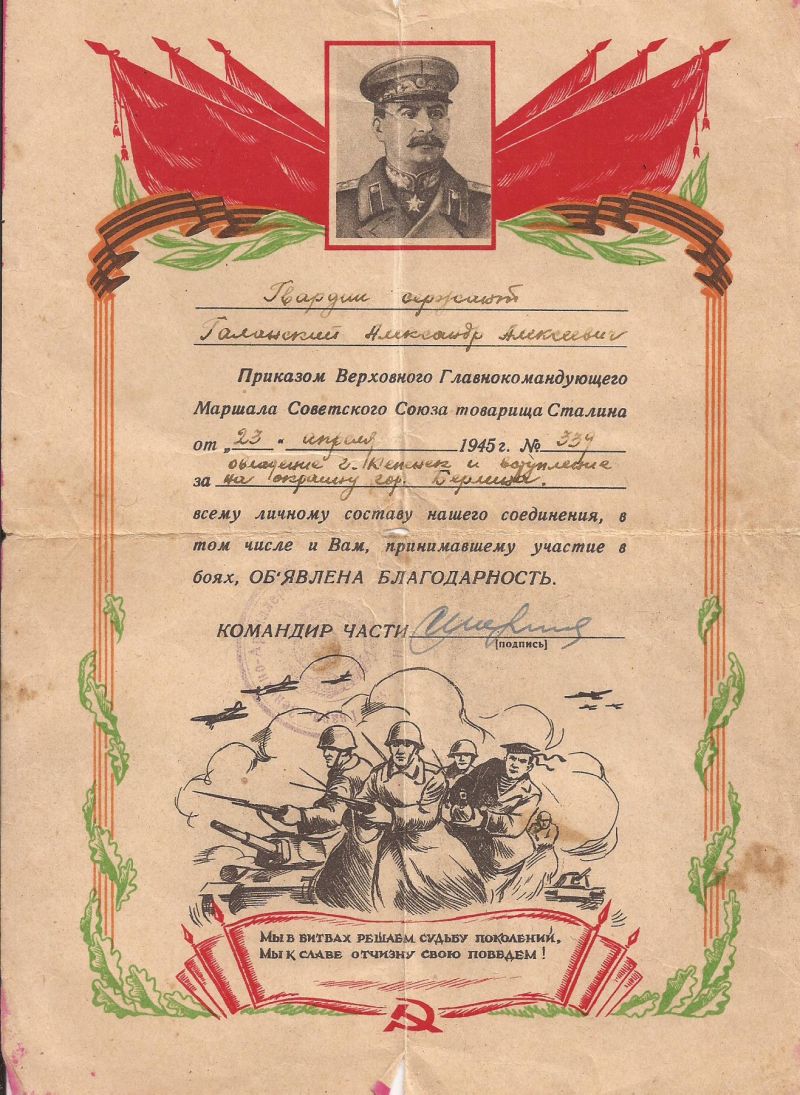 Гвардии сержант
Галанский Александр Алексеевич
Приказом Верховного Главнокомандующего
Маршала Советского Союза товарища Сталина
от „23 " апреля 1945 г. № 339
овладение г. Кепеник и вступление
за на окраину гор. Берлина.
всему личному составу нашего соединения, в
том числе и Вам, принимавшему участие в
боях, ОБ'ЯВЛЕНА БЛАГОДАРНОСТЬ.
КОМАНДИР ЧАСТИ
[подпись]
Мы в битвах решаем судьбу поколений,
Мы к славе отчизну свою поведем!